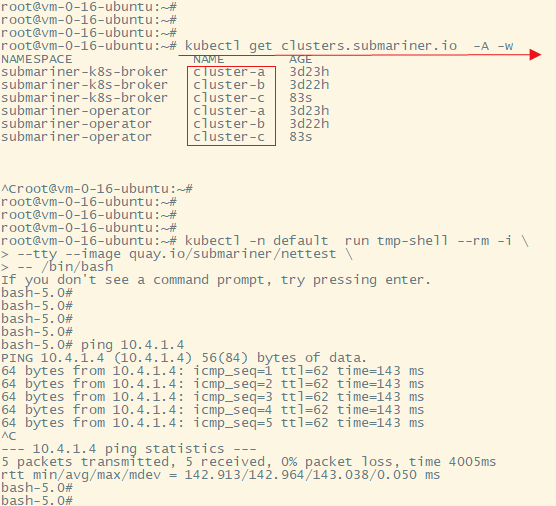 root@vm-0-16-ubuntu:~#
root@vm-0-16-ubuntu:~#
root@vm-0-16-ubuntu:~#
root@vm-0-16-ubuntu:~# kubectl get clusters.submariner.io  -A -w
NAMESPACE               NAME        AGE
submariner-k8s-broker   cluster-a   3d23h
submariner-k8s-broker   cluster-b   3d22h
submariner-k8s-broker   cluster-c   83s
submariner-operator     cluster-a   3d23h
submariner-operator     cluster-b   3d22h
submariner-operator     cluster-c   83s
^Croot@vm-0-16-ubuntu:~#
root@vm-0-16-ubuntu:~#
root@vm-0-16-ubuntu:~#
root@vm-0-16-ubuntu:~#
root@vm-0-16-ubuntu:~# kubectl -n default  run tmp-shell --rm -i \
> --tty --image quay.io/submariner/nettest \
> -- /bin/bash
If you don't see a command prompt, try pressing enter.
bash-5.0#
bash-5.0#
bash-5.0#
bash-5.0#
bash-5.0# ping 10.4.1.4
PING 10.4.1.4 (10.4.1.4) 56(84) bytes of data.
64 bytes from 10.4.1.4: icmp_seq=1 ttl=62 time=143 ms
64 bytes from 10.4.1.4: icmp_seq=2 ttl=62 time=143 ms
64 bytes from 10.4.1.4: icmp_seq=3 ttl=62 time=143 ms
64 bytes from 10.4.1.4: icmp_seq=4 ttl=62 time=143 ms
64 bytes from 10.4.1.4: icmp_seq=5 ttl=62 time=143 ms
^C
--- 10.4.1.4 ping statistics ---
5 packets transmitted, 5 received, 0% packet loss, time 4005ms
rtt min/avg/max/mdev = 142.913/142.964/143.038/0.050 ms
bash-5.0#
bash-5.0#